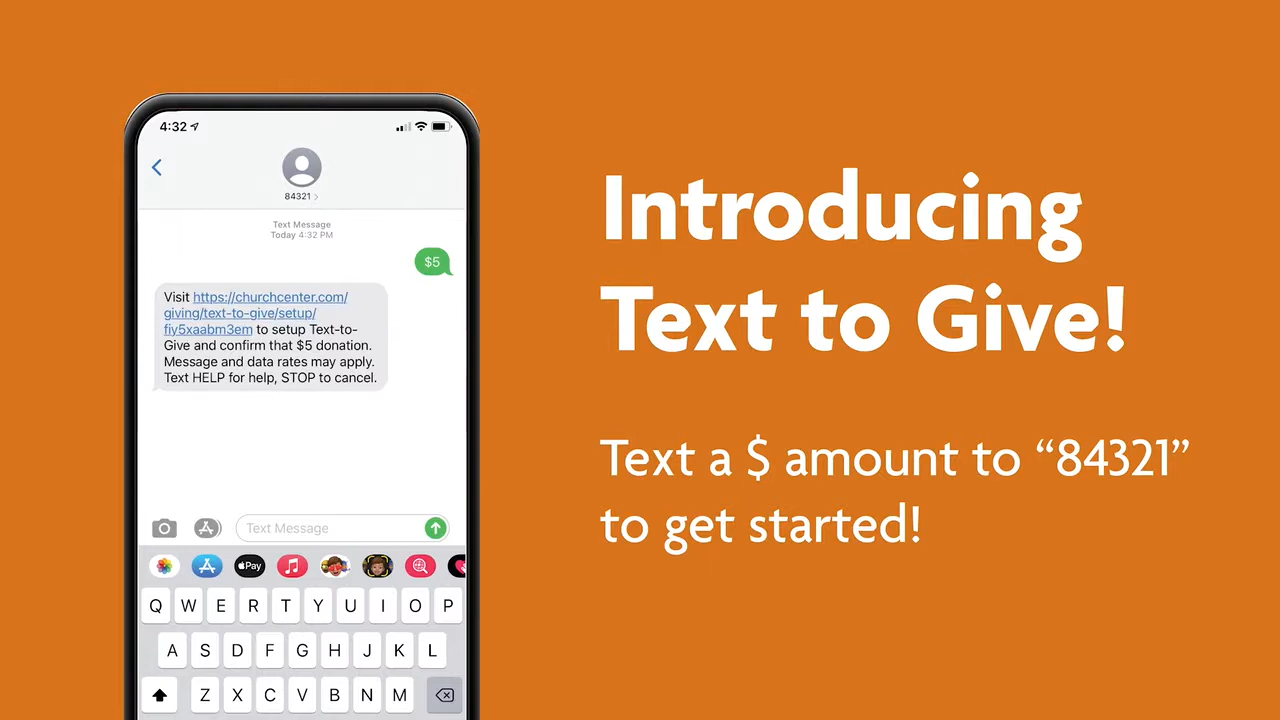 4:32
84321
Text Message
Today 4:32 PM
$5
Visit https://churchcenter.com/
giving/text-to-give/setup/
fiy5xaabm3em to setup Text-to-
Give and confirm that $5 donation.
Message and data rates may apply.
Text HELP for help, STOP to cancel.
Text Message
Pay
Q W E R T Y U I O P
A S D F G H J K L
Z X C V B N M
Introducing
Text to Give!
Text a $ amount to “84321”
to get started!